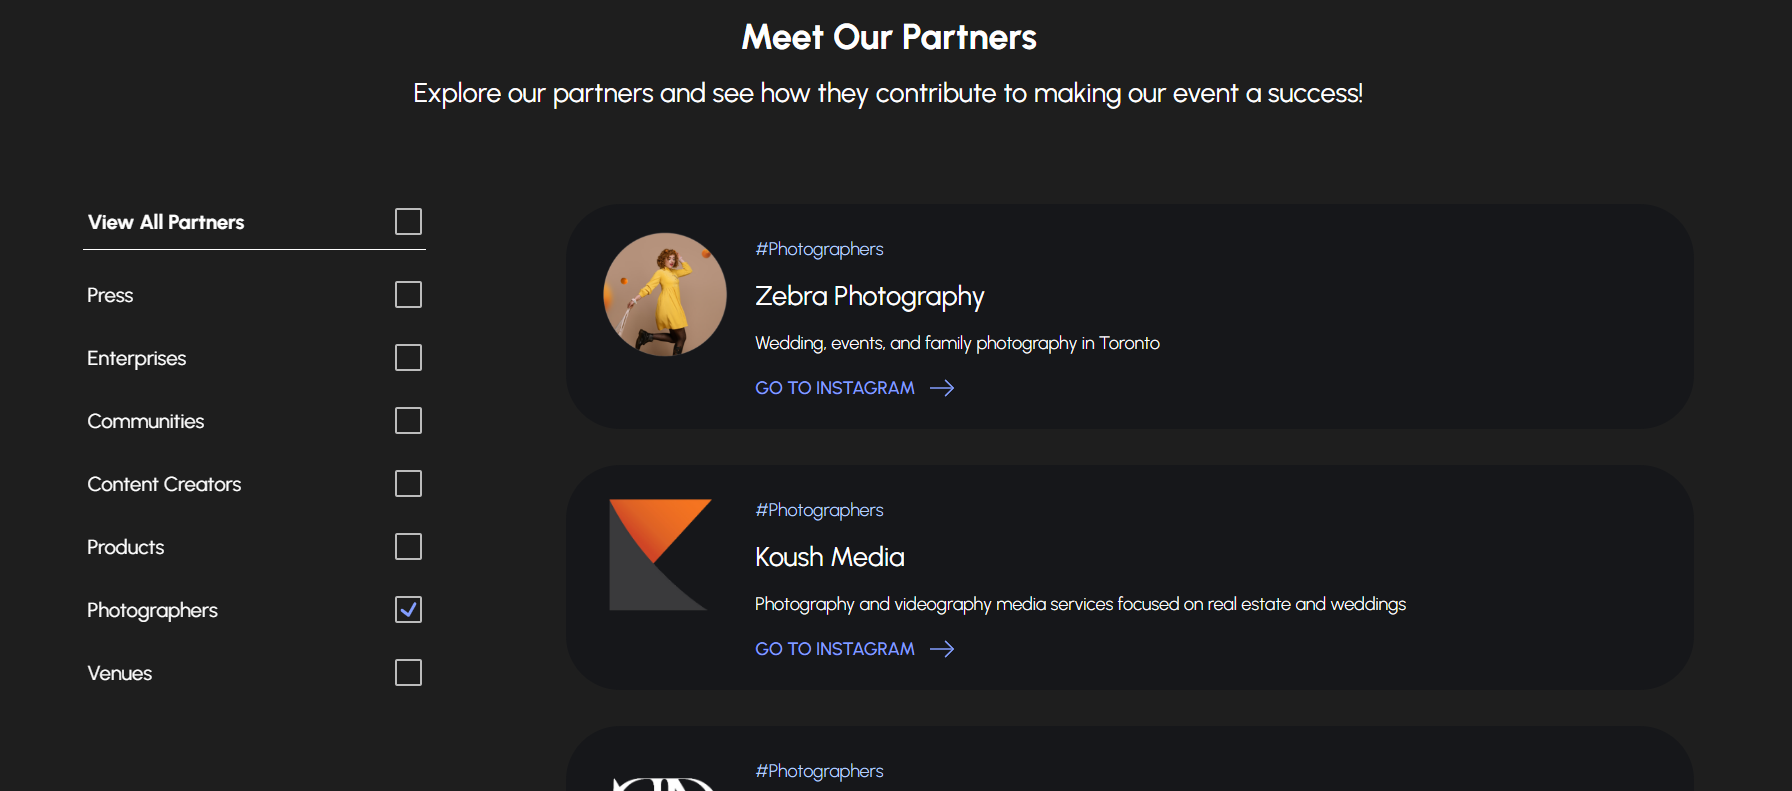 Meet Our Partners
Explore our partners and see how they contribute to making our event a success!
View All Partners
Press
Enterprises
Communities
Content Creators
Products
Photographers
Venues
#Photographers
Zebra Photography
Wedding, events, and family photography in Toronto
GO TO INSTAGRAM
#Photographers
Koush Media
Photography and videography media services focused on real estate and weddings
GO TO INSTAGRAM
#Photographers